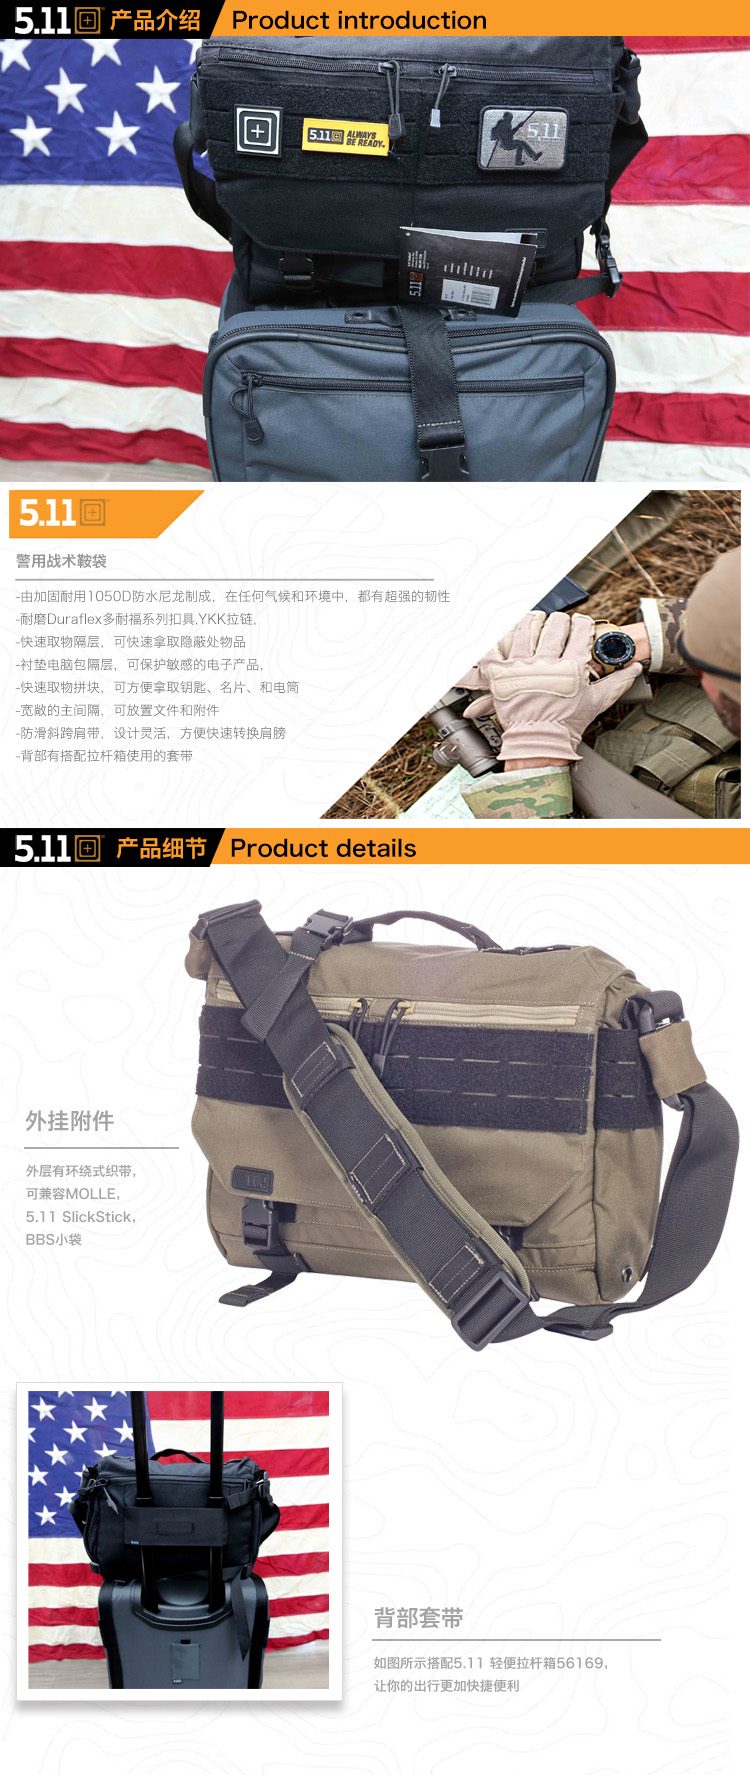 5.11 产品介绍 Product introduction
5.11 ALWAYS
BE READY.
5.11
5.11
5.11
警用战术鞍袋
-由加固耐用1050D防水尼龙制成，在任何气候和环境中，都有超强的韧性
-耐磨Duraflex多耐福系列扣具,YKK拉链,
-快速取物隔层，可快速拿取隐蔽处物品
-衬垫电脑包隔层，可保护敏感的电子产品，
-快速取物拼块，可方便拿取钥匙、名片、和电筒
-宽敞的主间隔，可放置文件和附件
-防滑斜跨肩带，设计灵活，方便快速转换肩膀
-背部有搭配拉杆箱使用的套带
5.11 产品细节 Product details
外挂附件
外层有环绕式织带，
可兼容MOLLE，
5.11 SlickStick，
BBS小袋
背部套带
如图所示搭配5.11 轻便拉杆箱56169，
让你的出行更加快捷便利